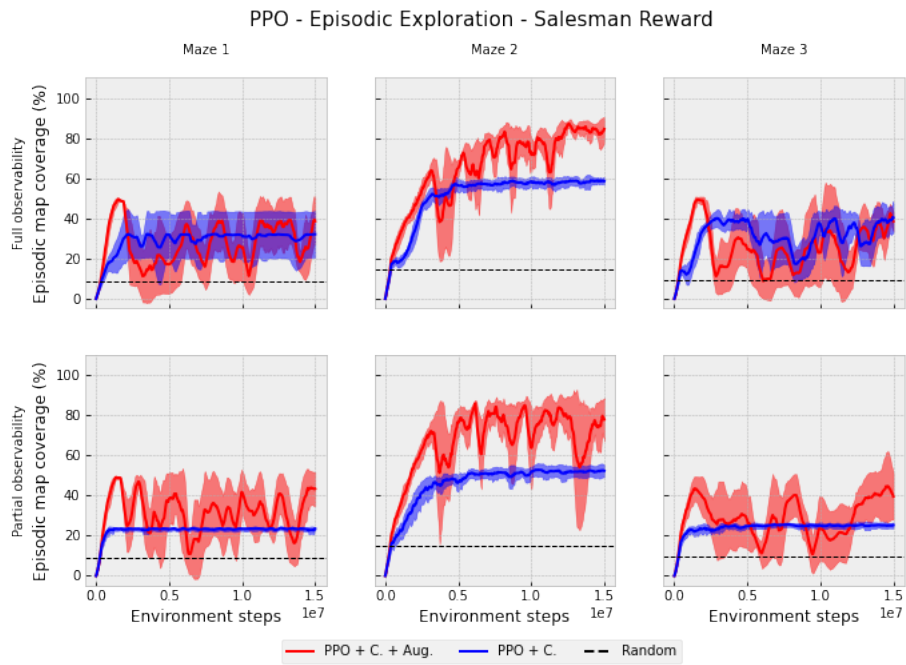 PPO - Episodic Exploration - Salesman Reward
Maze 1
Maze 2
Maze 3
Full observability
Episodic map coverage (%)
100
80
60
40
20
0
Partial observability
Episodic map coverage (%)
100
80
60
40
20
0
0.0 0.5 1.0 1.5
1e7
Environment steps
0.0 0.5 1.0 1.5
1e7
Environment steps
0.0 0.5 1.0 1.5
1e7
Environment steps
PPO + C. + Aug. PPO + C. Random